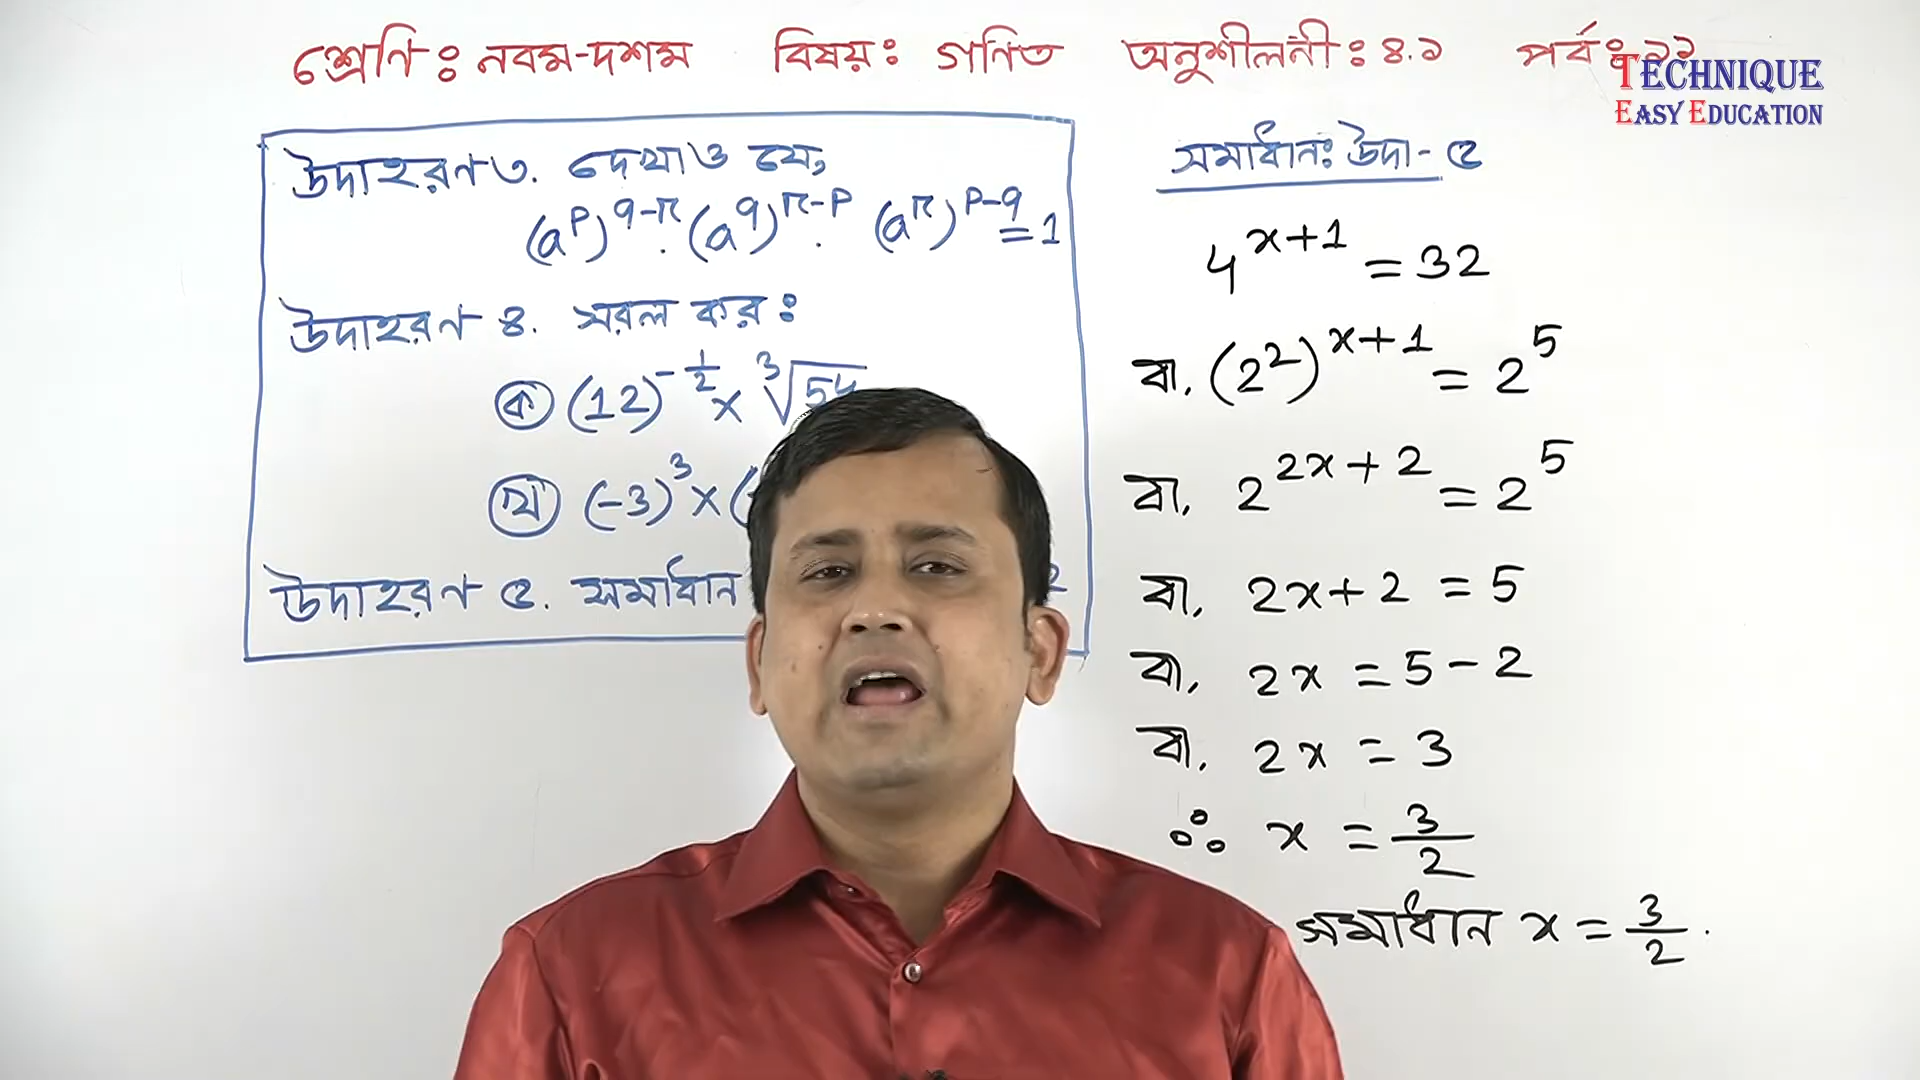 শ্রেণি: নবম-দশম বিষয়: গণিত অনুশীলনী: ৪.১ পর্ব:
TECHNIQUE
EASY EDUCATION
উদাহরণ ৩. দেখাও যে,
(a^p)^{q-r} . (a^q)^{r-p} . (a^r)^{p-q} = 1
উদাহরণ ৪. সরল কর:
ক (12)^{-1/2} × ∛54
খ (-3)^3 × (
উদাহরণ ৫. সমাধান
সমাধান: উদা- ৫
4^{x+1} = 32
বা, (2^2)^{x+1} = 2^5
বা, 2^{2x+2} = 2^5
বা, 2x+2 = 5
বা, 2x = 5-2
বা, 2x = 3
∴ x = 3/2
সমাধান x = 3/2.